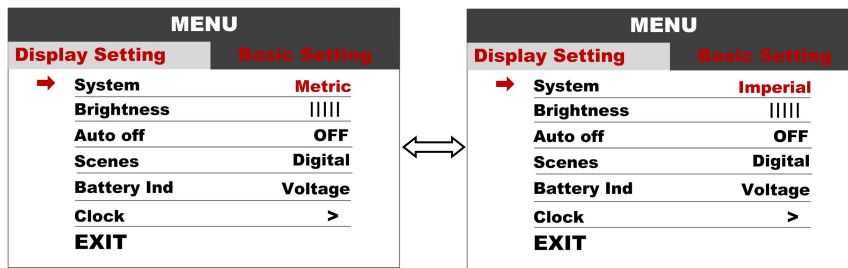 MENU
Display Setting Basic Setting
System Metric
Brightness |||||
Auto off OFF
Scenes Digital
Battery Ind Voltage
Clock >
EXIT
MENU
Display Setting Basic Setting
System Imperial
Brightness |||||
Auto off OFF
Scenes Digital
Battery Ind Voltage
Clock >
EXIT